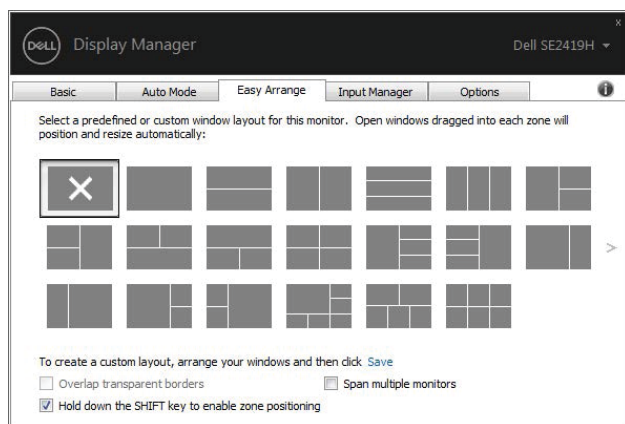 DELL Display Manager Dell SE2419H
x
Basic Auto Mode Easy Arrange Input Manager Options
Select a predefined or custom window layout for this monitor. Open windows dragged into each zone will
position and resize automatically:
>
To create a custom layout, arrange your windows and then click Save
Overlap transparent borders Span multiple monitors
Hold down the SHIFT key to enable zone positioning